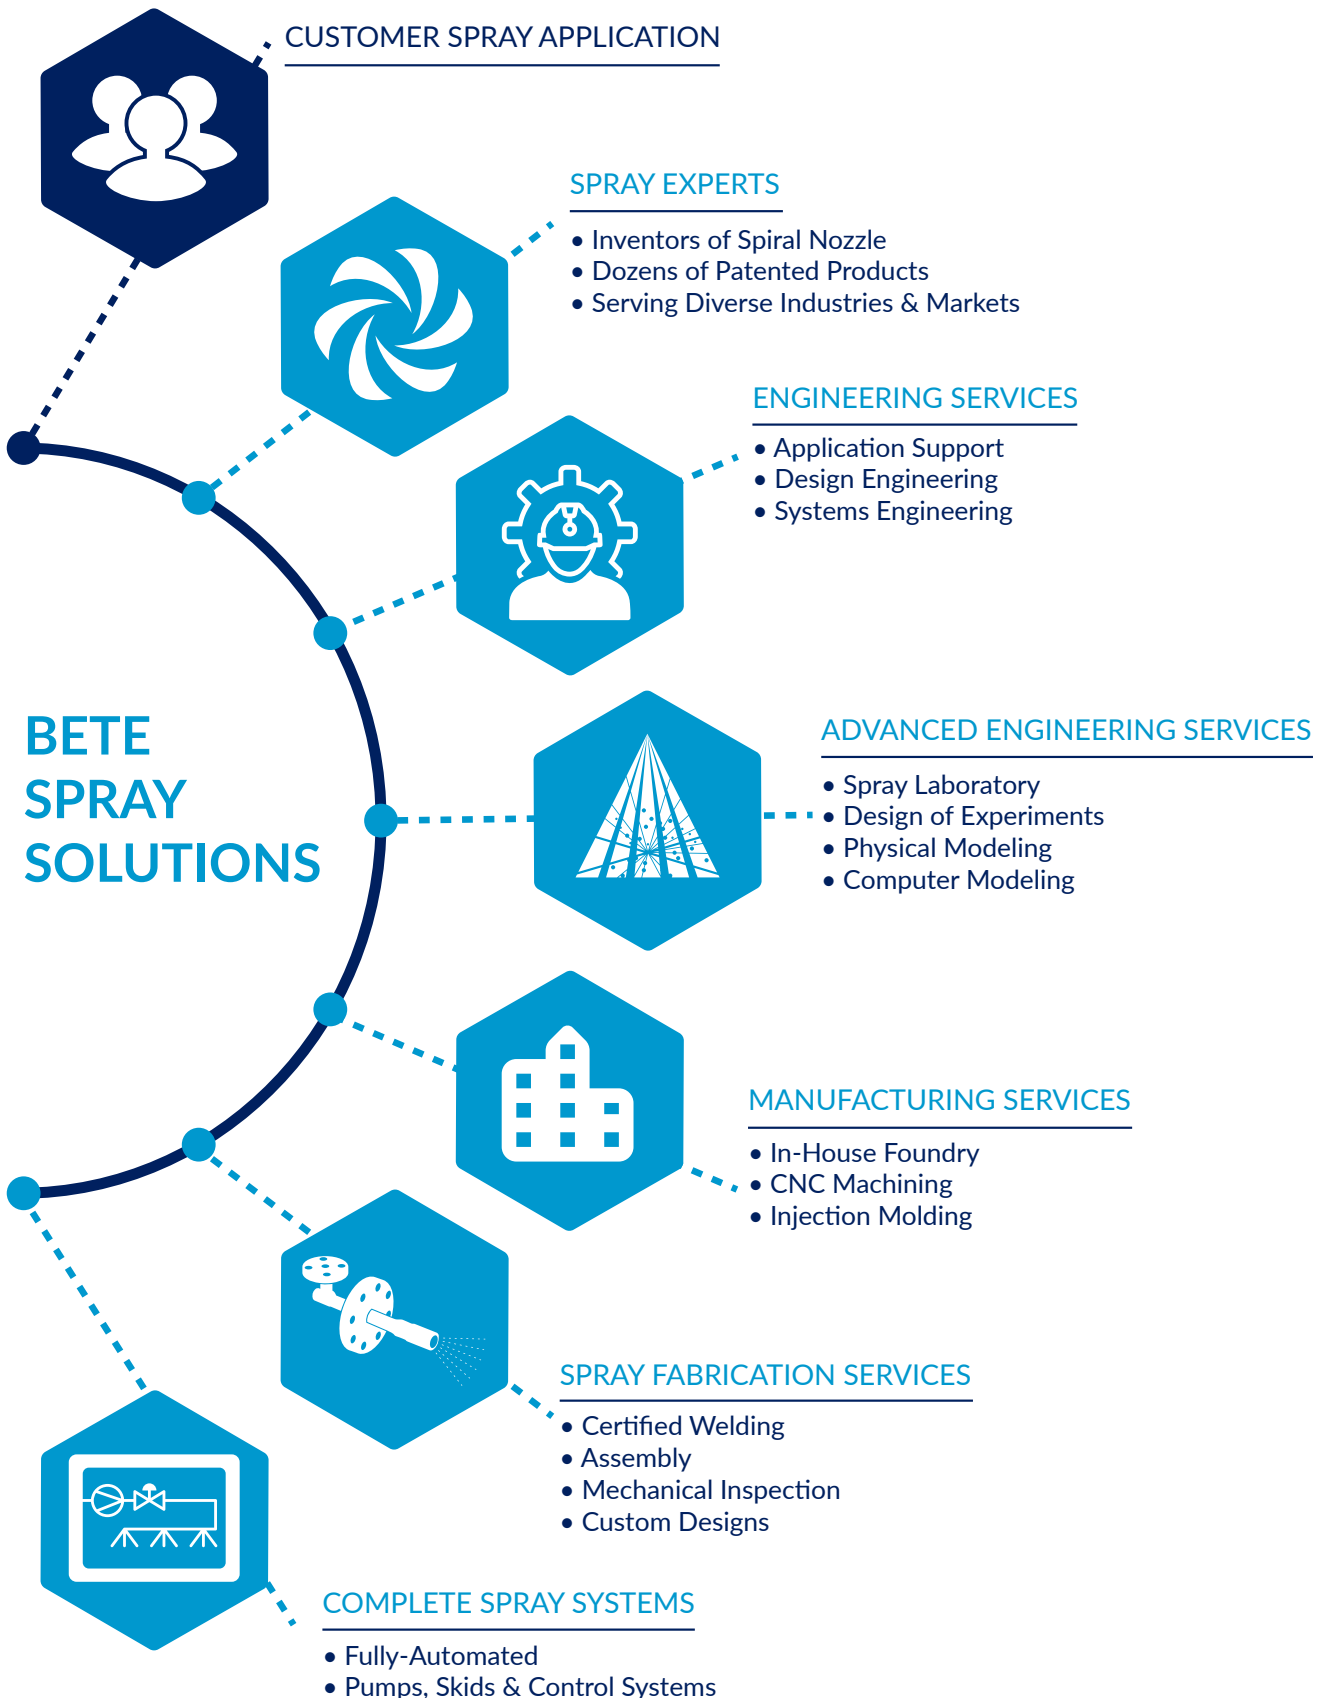 CUSTOMER SPRAY APPLICATION
SPRAY EXPERTS
• Inventors of Spiral Nozzle
• Dozens of Patented Products
• Serving Diverse Industries & Markets
ENGINEERING SERVICES
• Application Support
• Design Engineering
• Systems Engineering
BETE
SPRAY
SOLUTIONS
ADVANCED ENGINEERING SERVICES
• Spray Laboratory
• Design of Experiments
• Physical Modeling
• Computer Modeling
MANUFACTURING SERVICES
• In-House Foundry
• CNC Machining
• Injection Molding
SPRAY FABRICATION SERVICES
• Certified Welding
• Assembly
• Mechanical Inspection
• Custom Designs
COMPLETE SPRAY SYSTEMS
• Fully-Automated
• Pumps, Skids & Control Systems